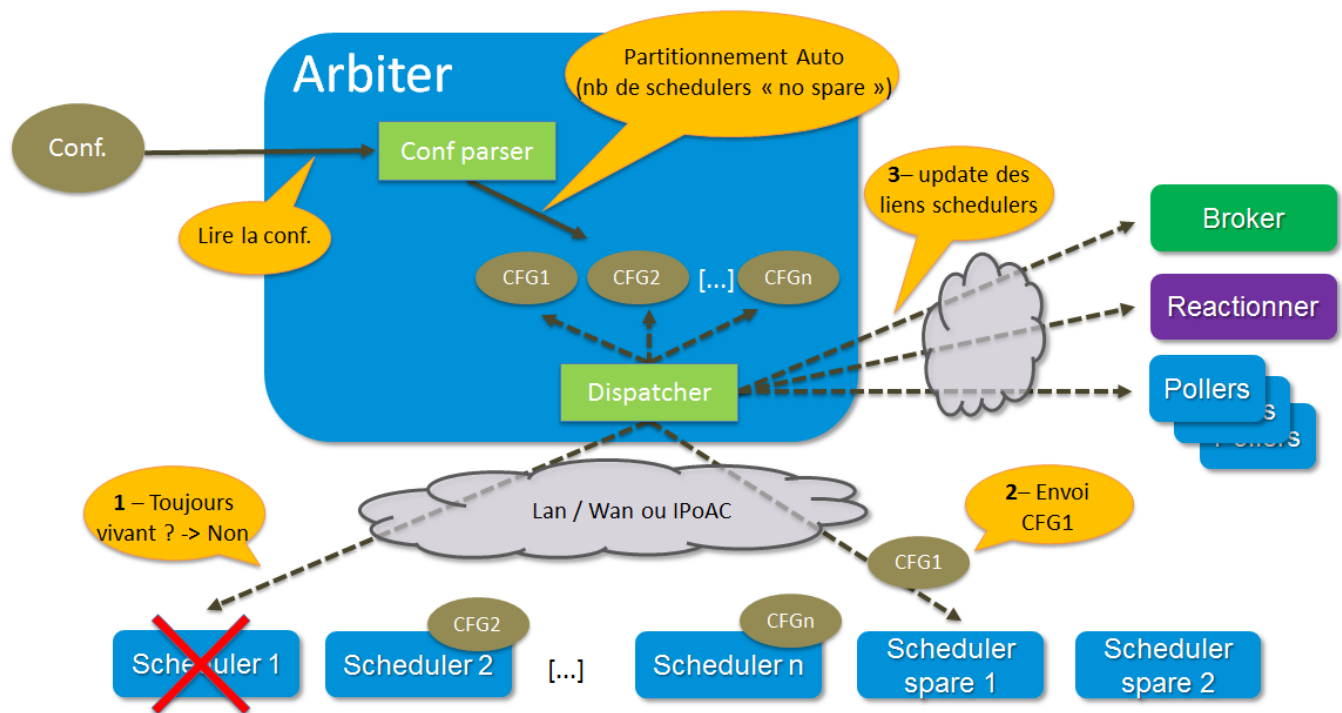 Arbiter
Partitionnement Auto
(nb de schedulers « no spare »)
Conf.
Conf parser
Lire la conf.
3– update des
liens schedulers
Broker
CFG1
CFG2
[...]
CFGn
Reactionner
Dispatcher
Pollers
Pollers
1 – Toujours
vivant ? -> Non
Lan / Wan ou IPoAC
2– Envoi
CFG1
CFG1
CFG2
CFGn
Scheduler 1
Scheduler 2
[...]
Scheduler n
Scheduler
spare 1
Scheduler
spare 2